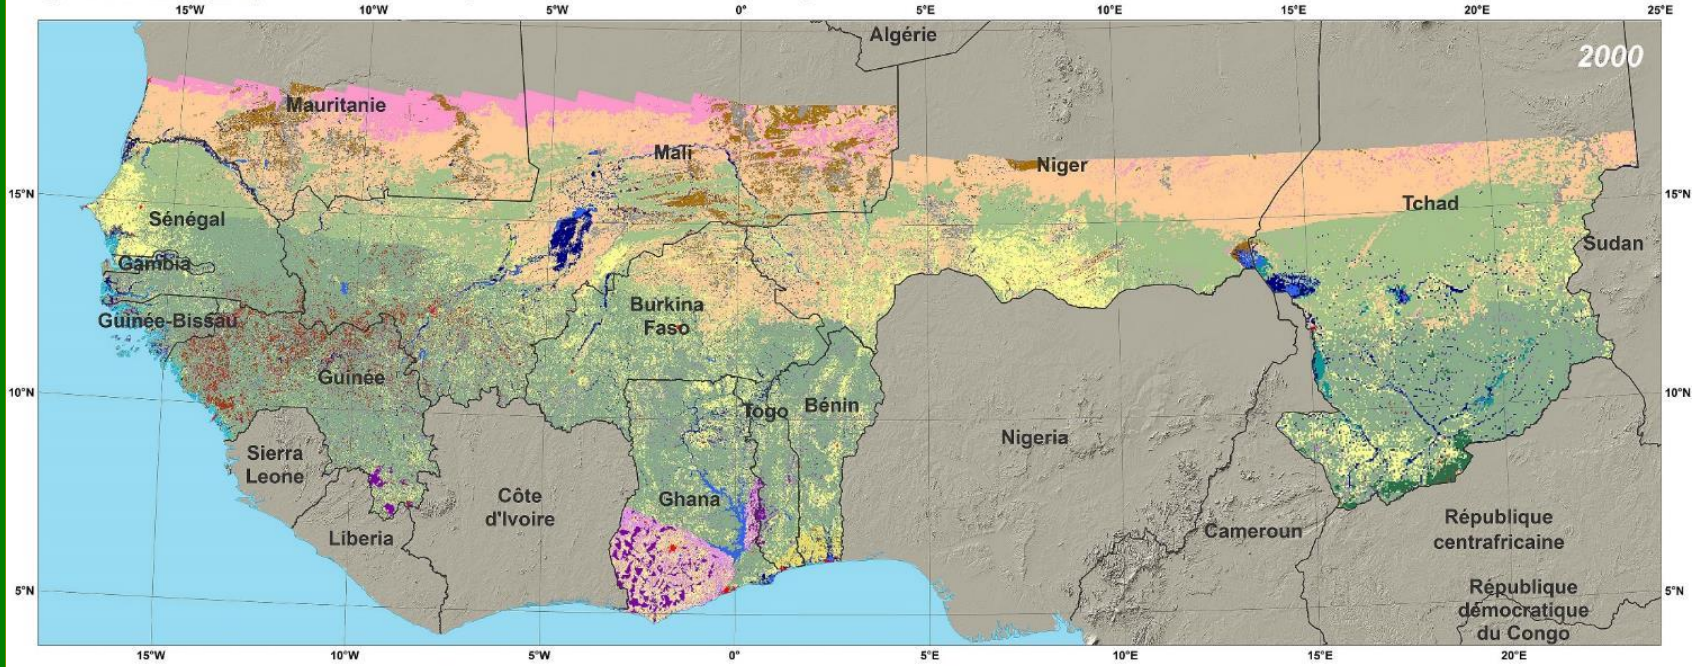 15°W 10°W 5°W 0° 5°E 10°E 15°E 20°E 25°E
Algérie
2000
Mauritanie
Mali
Niger
15°N
15°N
Tchad
Sénégal
Sudan
Gambia
Burkina
Faso
Guinée-Bissau
Guinée
10°N
10°N
Togo
Bénin
Nigeria
Sierra
Leone
Ghana
Côte
d'Ivoire
République
centrafricaine
Liberia
Cameroun
5°N
5°N
République
démocratique
du Congo
15°W 10°W 5°W 0° 5°E 10°E 15°E 20°E